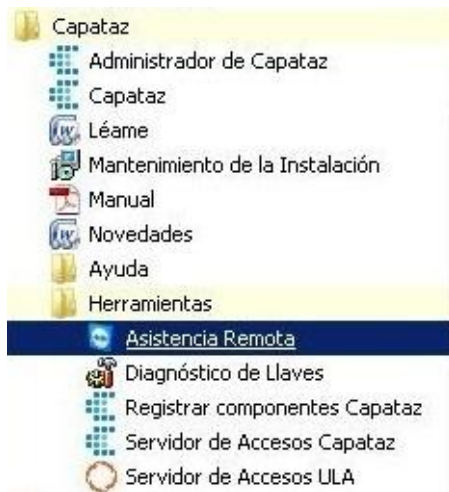 Capataz
Administrador de Capataz
Capataz
Léame
Mantenimiento de la Instalación
Manual
Novedades
Ayuda
Herramientas
Asistencia Remota
Diagnóstico de Llaves
Registrar componentes Capataz
Servidor de Accesos Capataz
Servidor de Accesos ULA